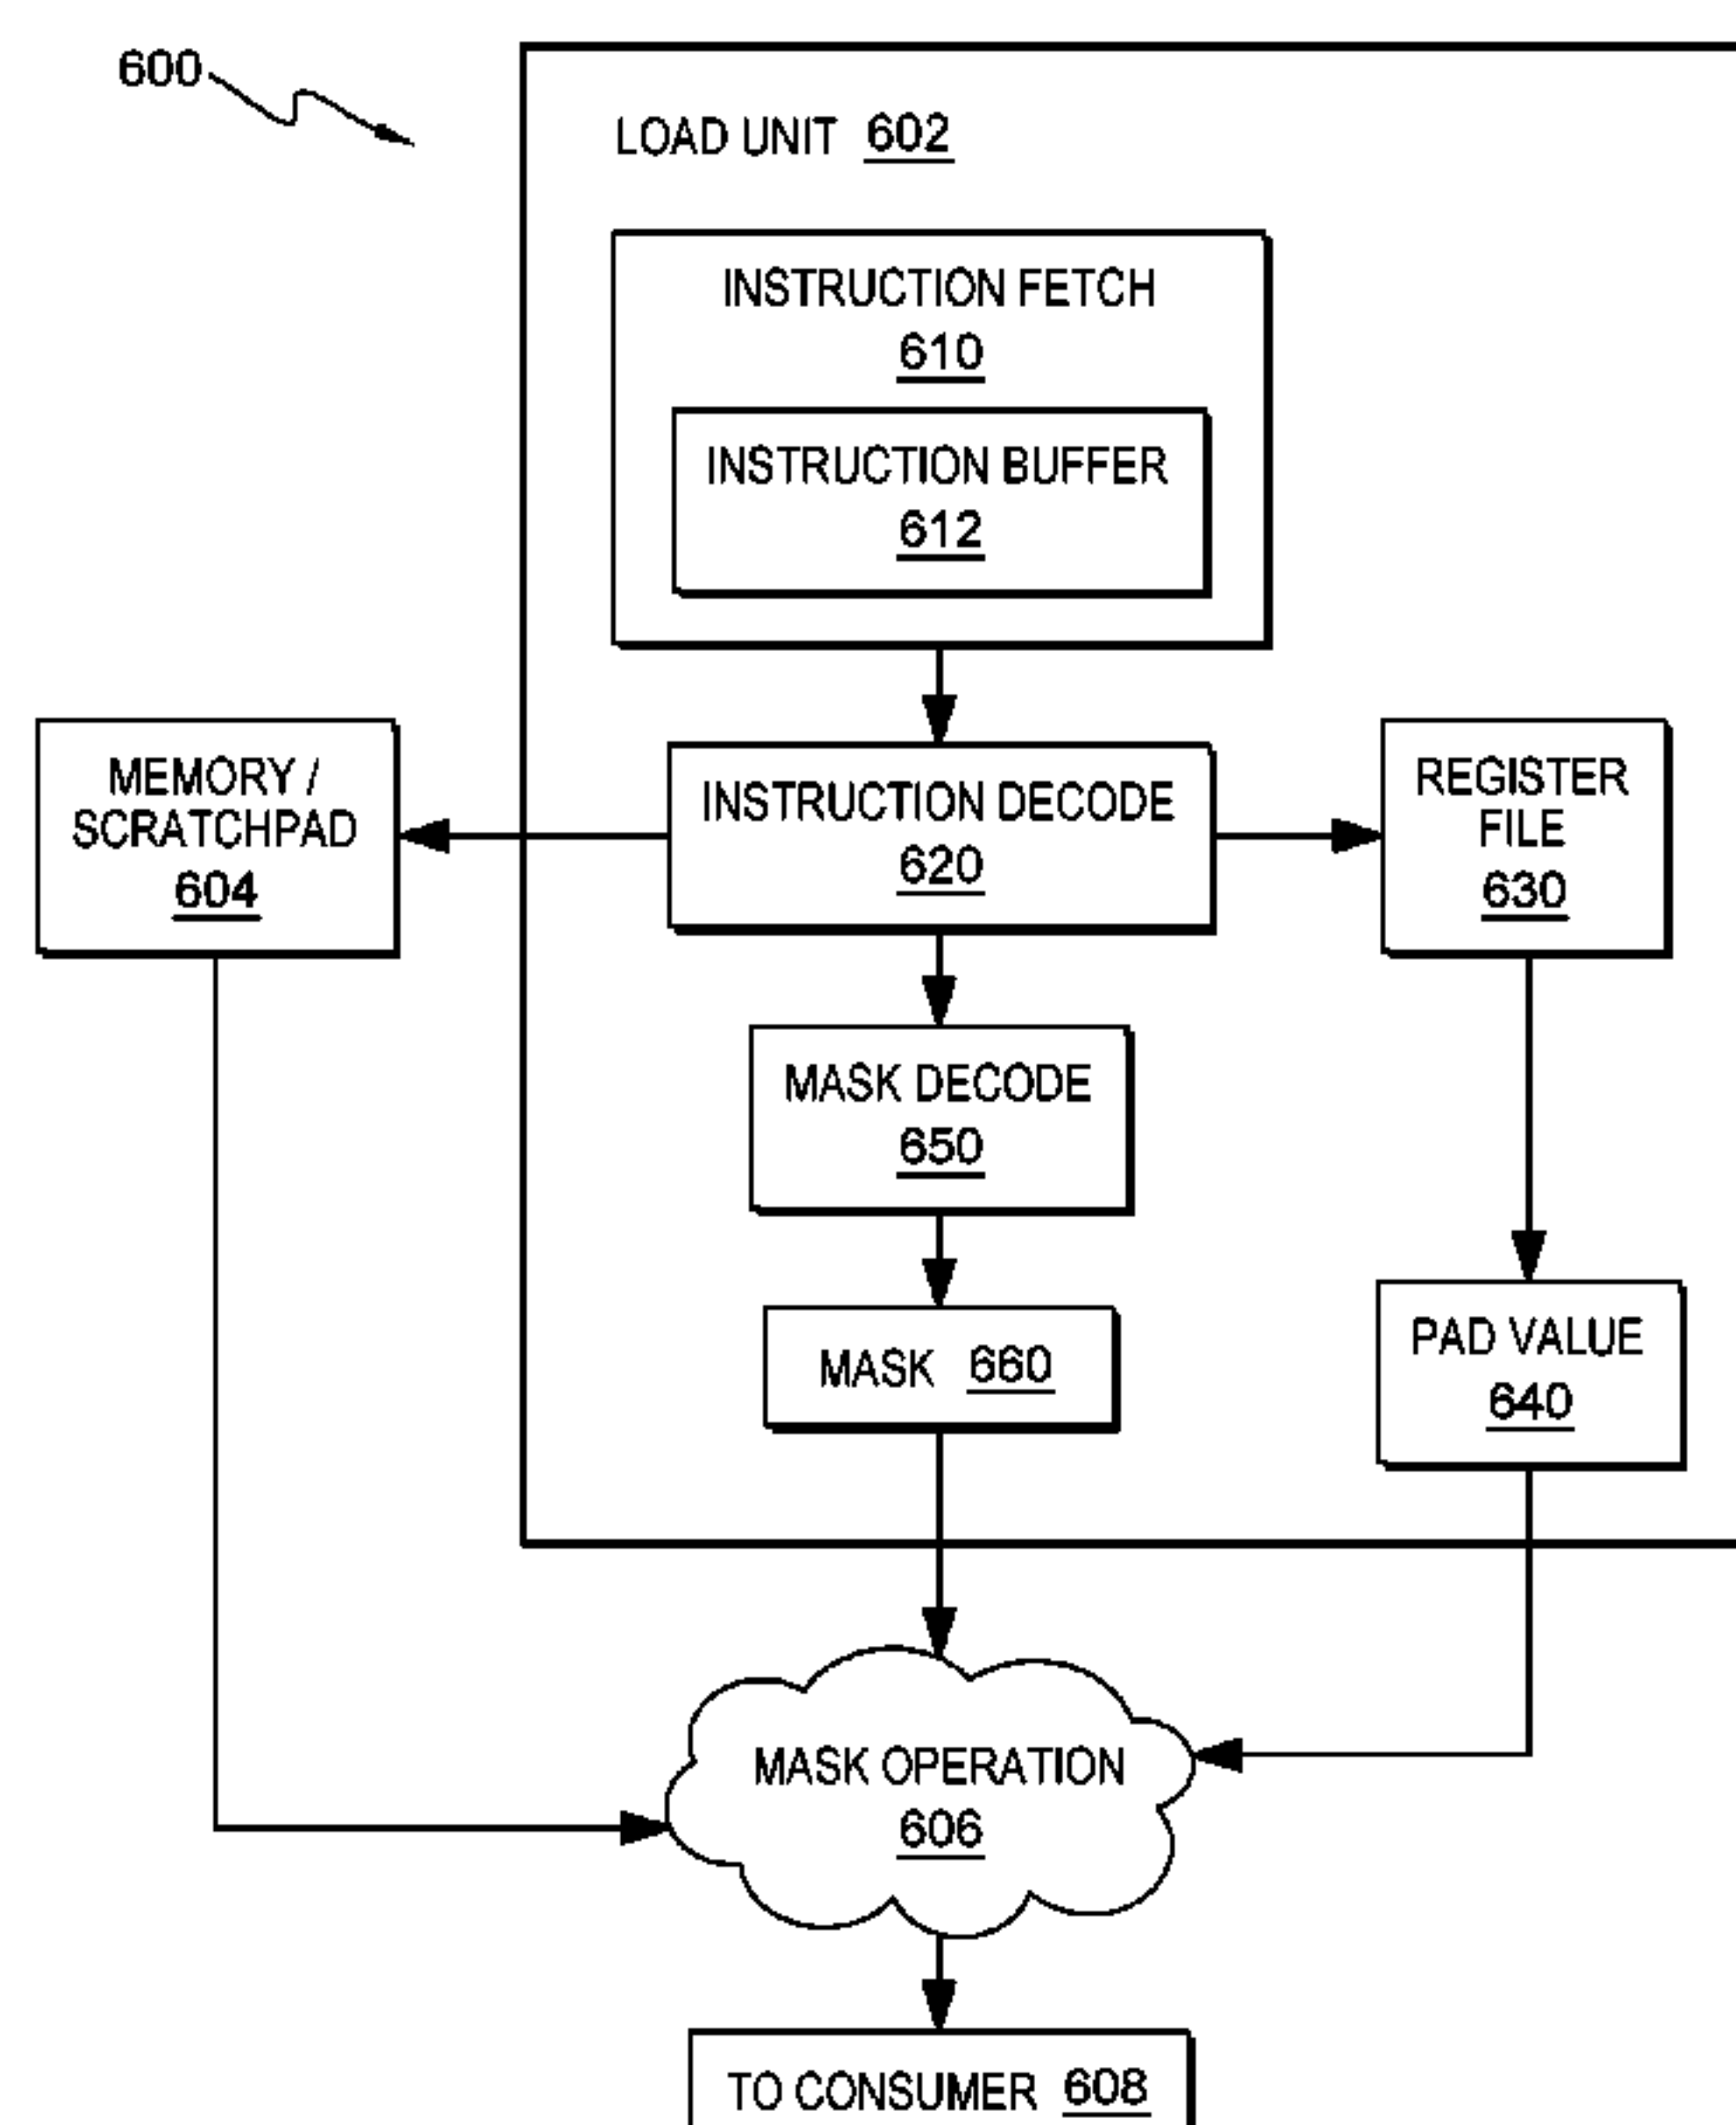 600
LOAD UNIT 602
INSTRUCTION FETCH
610
INSTRUCTION BUFFER
612
MEMORY /
SCRATCHPAD
604
INSTRUCTION DECODE
620
REGISTER
FILE
630
MASK DECODE
650
MASK 660
PAD VALUE
640
MASK OPERATION
606
TO CONSUMER 608